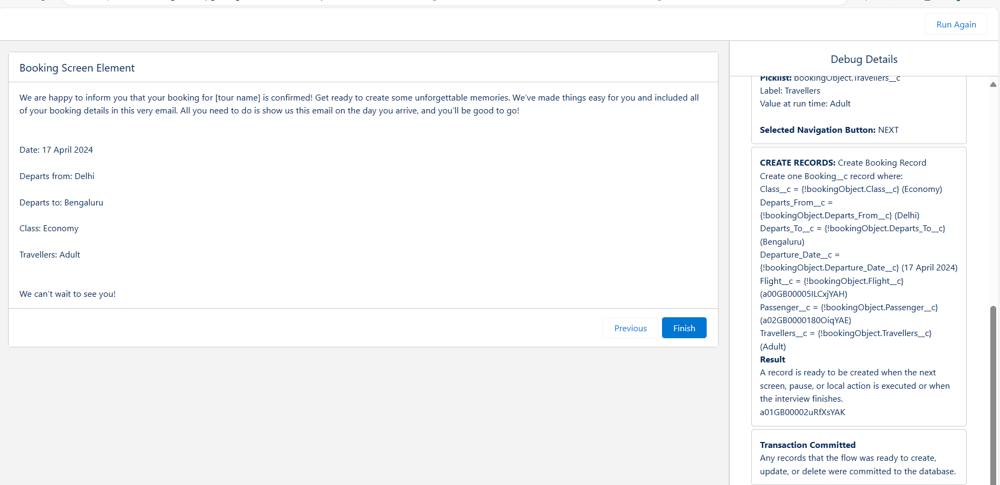 Run Again
Booking Screen Element
We are happy to inform you that your booking for [tour name] is confirmed! Get ready to create some unforgettable memories. We've made things easy for you and included all
of your booking details in this very email. All you need to do is show us this email on the day you arrive, and you'll be good to go!
Date: 17 April 2024
Departs from: Delhi
Departs to: Bengaluru
Class: Economy
Travellers: Adult
We can't wait to see you!
Previous
Finish
Debug Details
Picklist: bookingObject.Travellers__c
Label: Travellers
Value at run time: Adult
Selected Navigation Button: NEXT
CREATE RECORDS: Create Booking Record
Create one Booking__c record where:
Class__c = {!bookingObject.Class__c} (Economy)
Departs_From__c =
{!bookingObject.Departs_From__c} (Delhi)
Departs_To__c = {!bookingObject.Departs_To__c}
(Bengaluru)
Departure_Date__c =
{!bookingObject.Departure_Date__c} (17 April 2024)
Flight__c = {!bookingObject.Flight__c}
(a00GB00005ILCxjYAH)
Passenger__c = {!bookingObject.Passenger__c}
(a02GB0000180OiqYAE)
Travellers__c = {!bookingObject.Travellers__c}
(Adult)
Result
A record is ready to be created when the next
screen, pause, or local action is executed or when
the interview finishes.
a01GB00002uRfXsYAK
Transaction Committed
Any records that the flow was ready to create,
update, or delete were committed to the database.